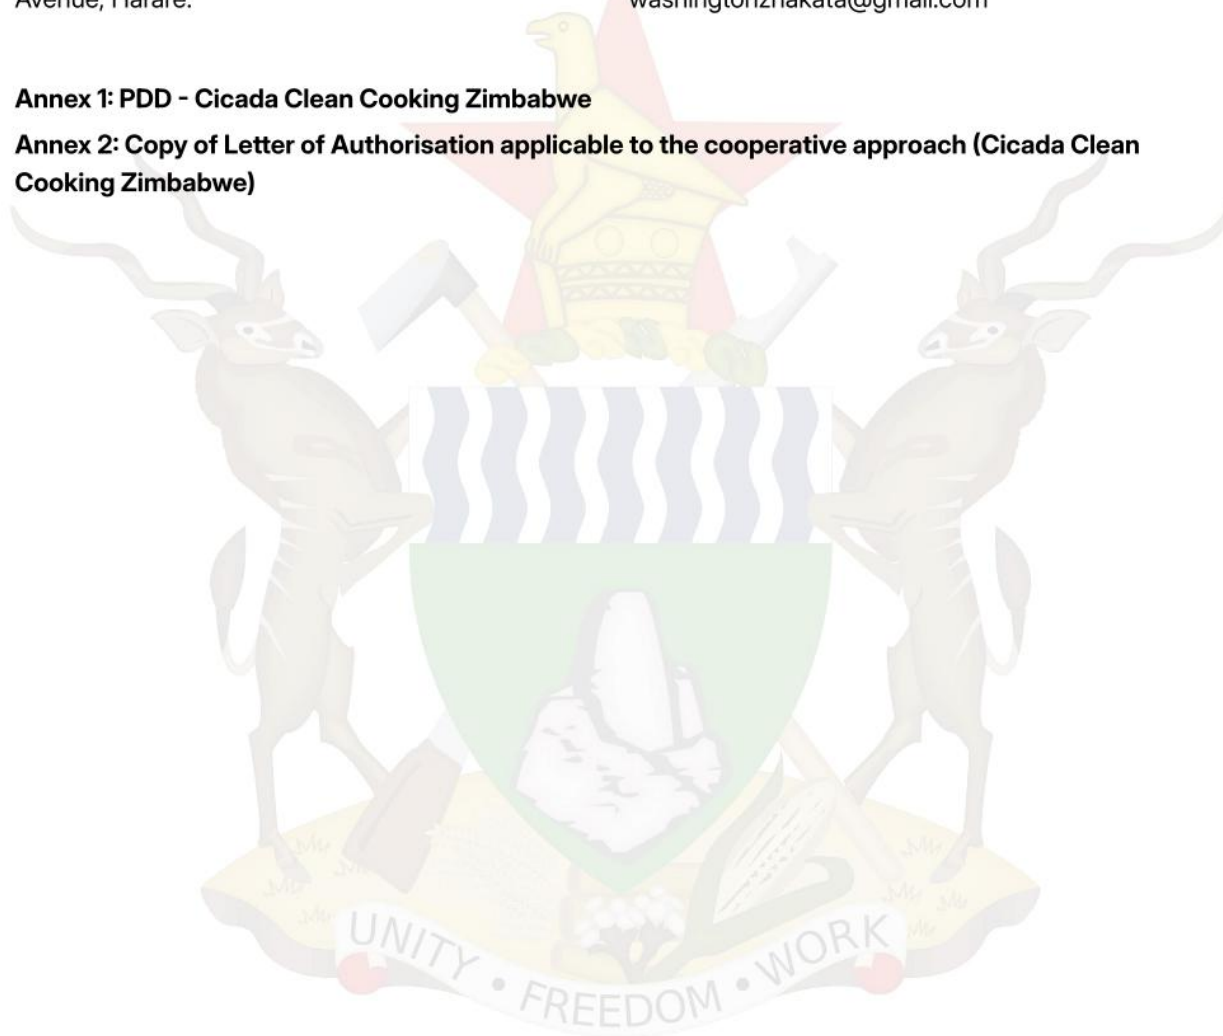 Avenue, Harare.
washingtonzhakata@gmail.com
Annex 1: PDD - Cicada Clean Cooking Zimbabwe
Annex 2: Copy of Letter of Authorisation applicable to the cooperative approach (Cicada Clean
Cooking Zimbabwe)
UNITY • FREEDOM • WORK